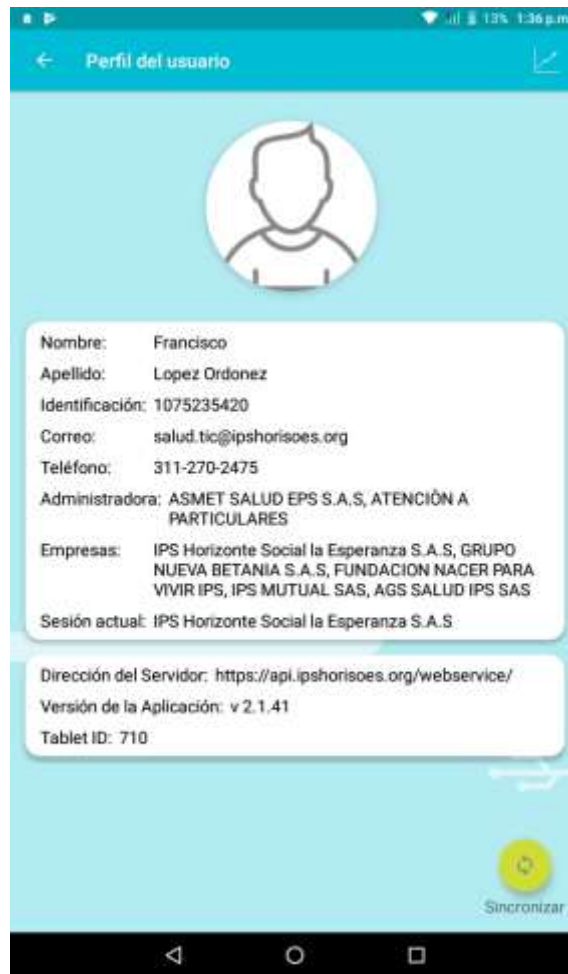 13% 1:36 p.m
Perfil del usuario
Nombre: Francisco
Apellido: Lopez Ordonez
Identificación: 1075235420
Correo: salud.tic@ipshorisoes.org
Teléfono: 311-270-2475
Administradora: ASMET SALUD EPS S.A.S, ATENCIÒN A
PARTICULARES
Empresas: IPS Horizonte Social la Esperanza S.A.S, GRUPO
NUEVA BETANIA S.A.S, FUNDACION NACER PARA
VIVIR IPS, IPS MUTUAL SAS, AGS SALUD IPS SAS
Sesión actual: IPS Horizonte Social la Esperanza S.A.S
Dirección del Servidor: https://api.ipshorisoes.org/webservice/
Versión de la Aplicación: v 2.1.41
Tablet ID: 710
Sincronizar